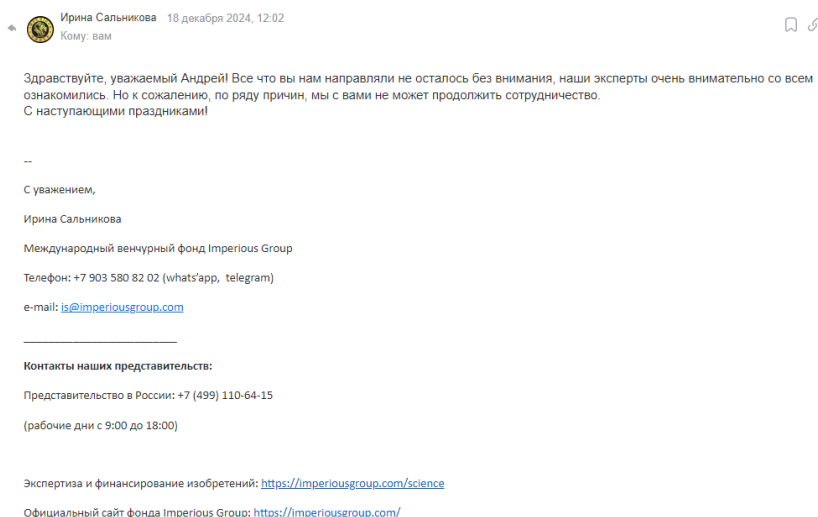 Ирина Сальникова 18 декабря 2024, 12:02
Кому: вам
Здравствуйте, уважаемый Андрей! Все что вы нам направляли не осталось без внимания, наши эксперты очень внимательно со всем
ознакомились. Но к сожалению, по ряду причин, мы с вами не может продолжить сотрудничество.
С наступающими праздниками!
--
С уважением,
Ирина Сальникова
Международный венчурный фонд Imperious Group
Телефон: +7 903 580 82 02 (whats'app, telegram)
e-mail: is@imperiousgroup.com
___________________________
Контакты наших представительств:
Представительство в России: +7 (499) 110-64-15
(рабочие дни с 9:00 до 18:00)
Экспертиза и финансирование изобретений: https://imperiousgroup.com/science
Официальный сайт фонда Imperious Group: https://imperiousgroup.com/